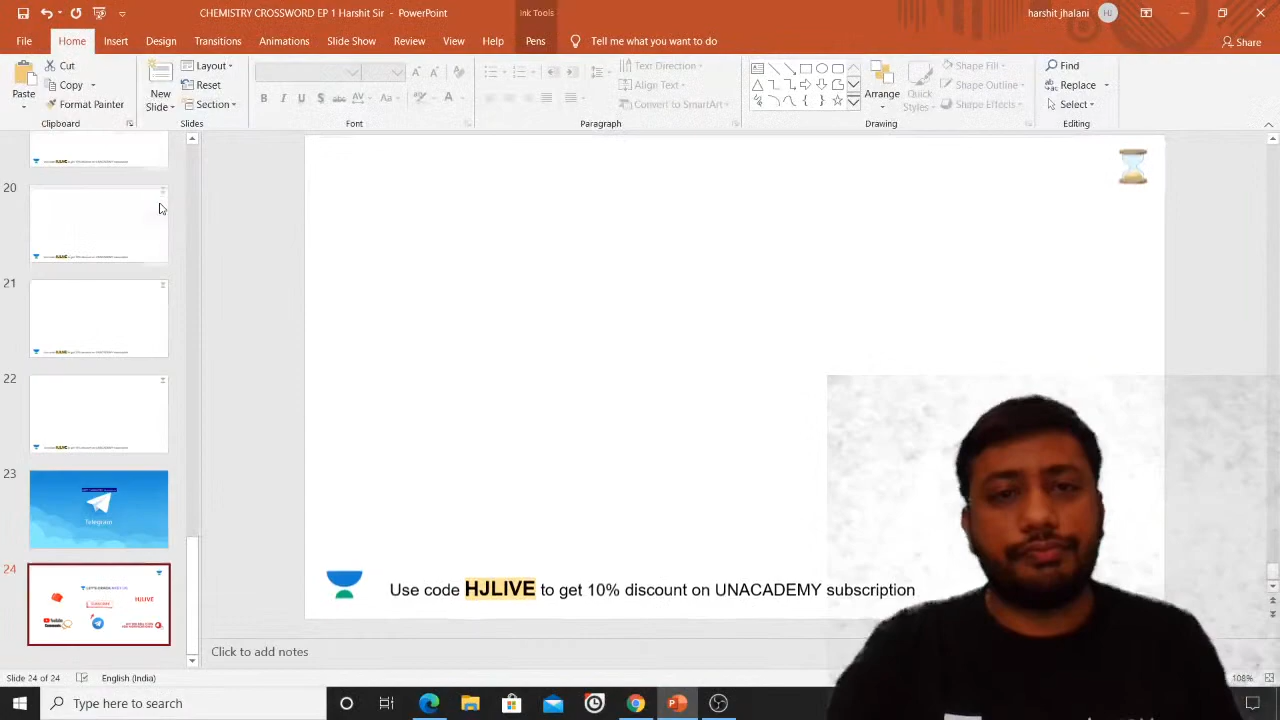 CHEMISTRY CROSSWORD EP 1 Harshit Sir - PowerPoint
Ink Tools
harshit jhalani
HJ
File Home Insert Design Transitions Animations Slide Show Review View Help Pens Tell me what you want to do Share
Paste
Cut
Copy
Format Painter
Clipboard
New Slide
Layout
Reset
Section
Slides
Font
Text Direction
Align Text
Convert to SmartArt
Paragraph
Arrange
Quick Styles
Shape Outline
Shape Effects
Drawing
Find
Replace
Select
Editing
20
21
22
23
Telegram
24
HJLIVE
Use code HJLIVE to get 10% discount on UNACADEMY subscription
Click to add notes
Slide 24 of 24
English (India)
108%
Type here to search